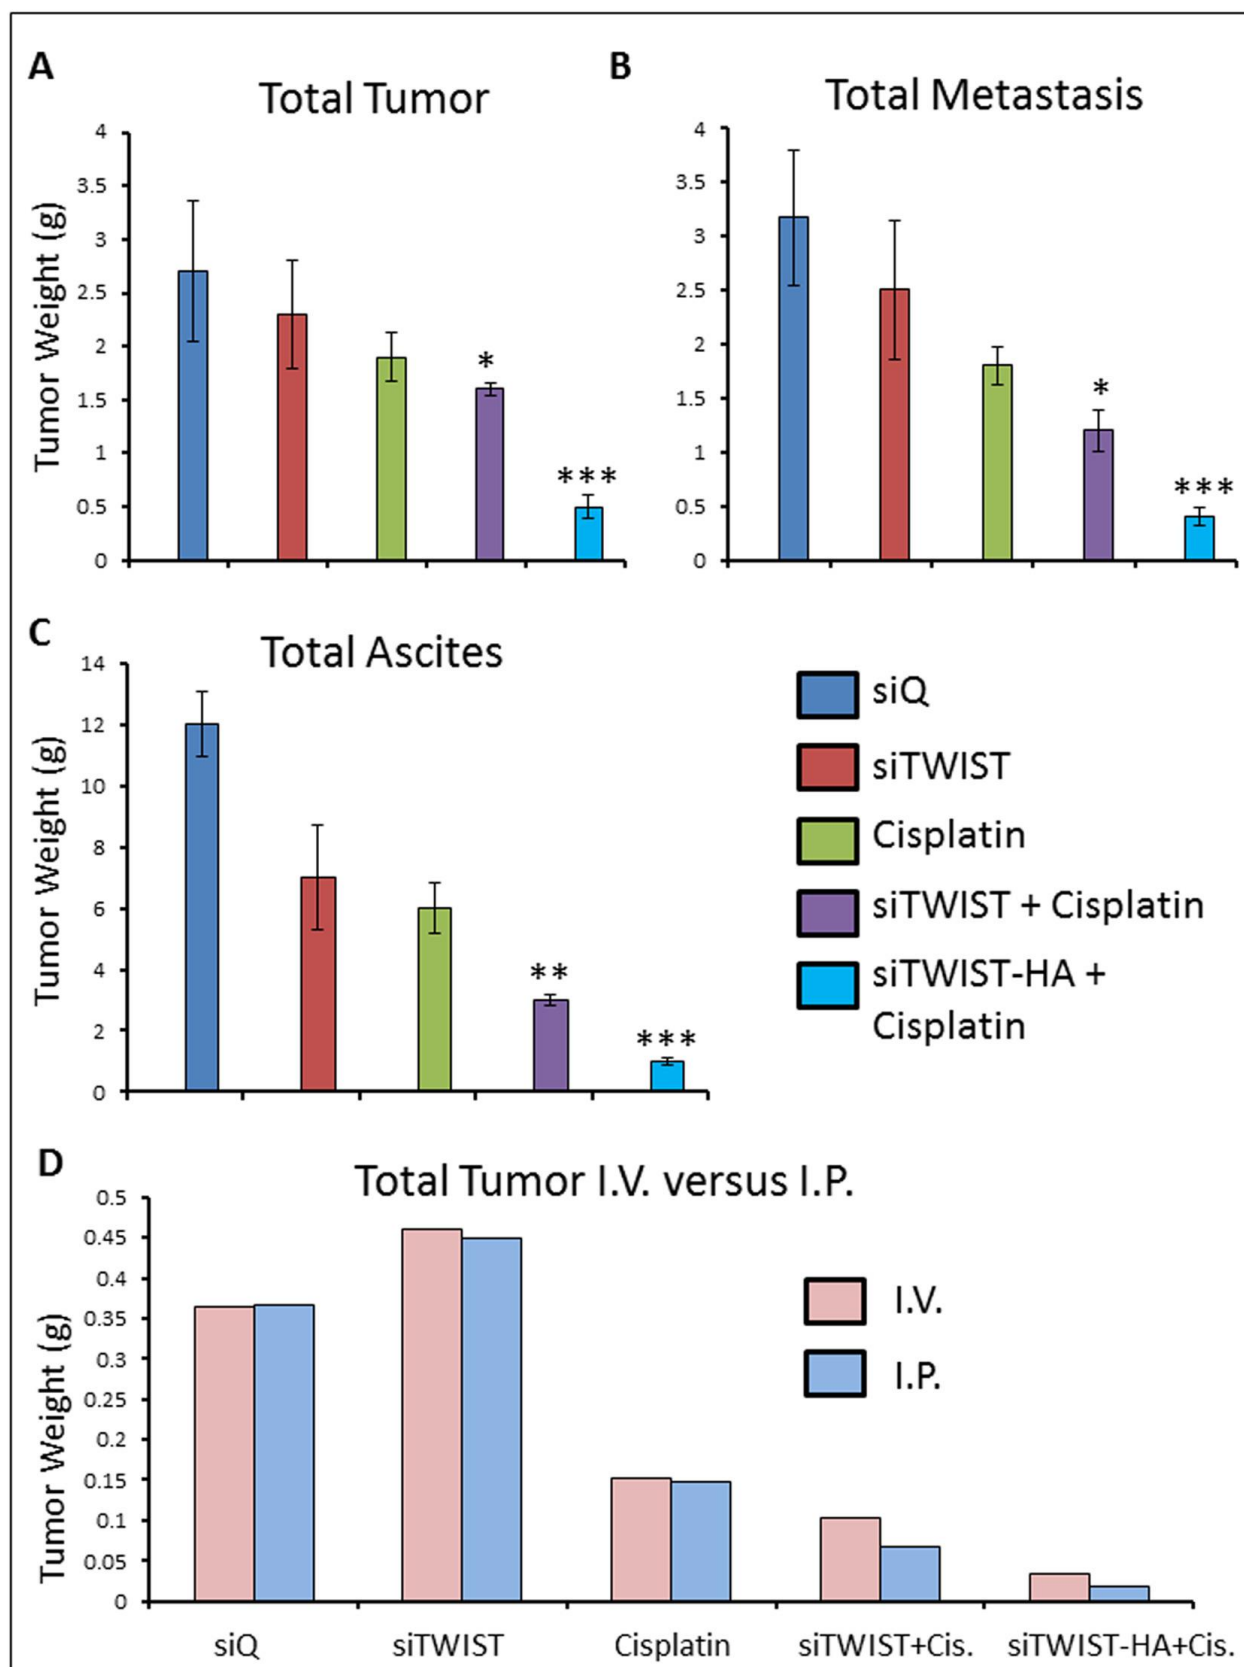 A
Total Tumor
Tumor Weight (g)
4
3.5
3
2.5
2
1.5
1
0.5
0
*
***
B
Total Metastasis
4
3.5
3
2.5
2
1.5
1
0.5
0
*
***
C
Total Ascites
Tumor Weight (g)
14
12
10
8
6
4
2
0
**
***
siQ
siTWIST
Cisplatin
siTWIST + Cisplatin
siTWIST-HA +
Cisplatin
D
Total Tumor I.V. versus I.P.
Tumor Weight (g)
0.5
0.45
0.4
0.35
0.3
0.25
0.2
0.15
0.1
0.05
0
I.V.
I.P.
siQ
siTWIST
Cisplatin
siTWIST+Cis.
siTWIST-HA+Cis.